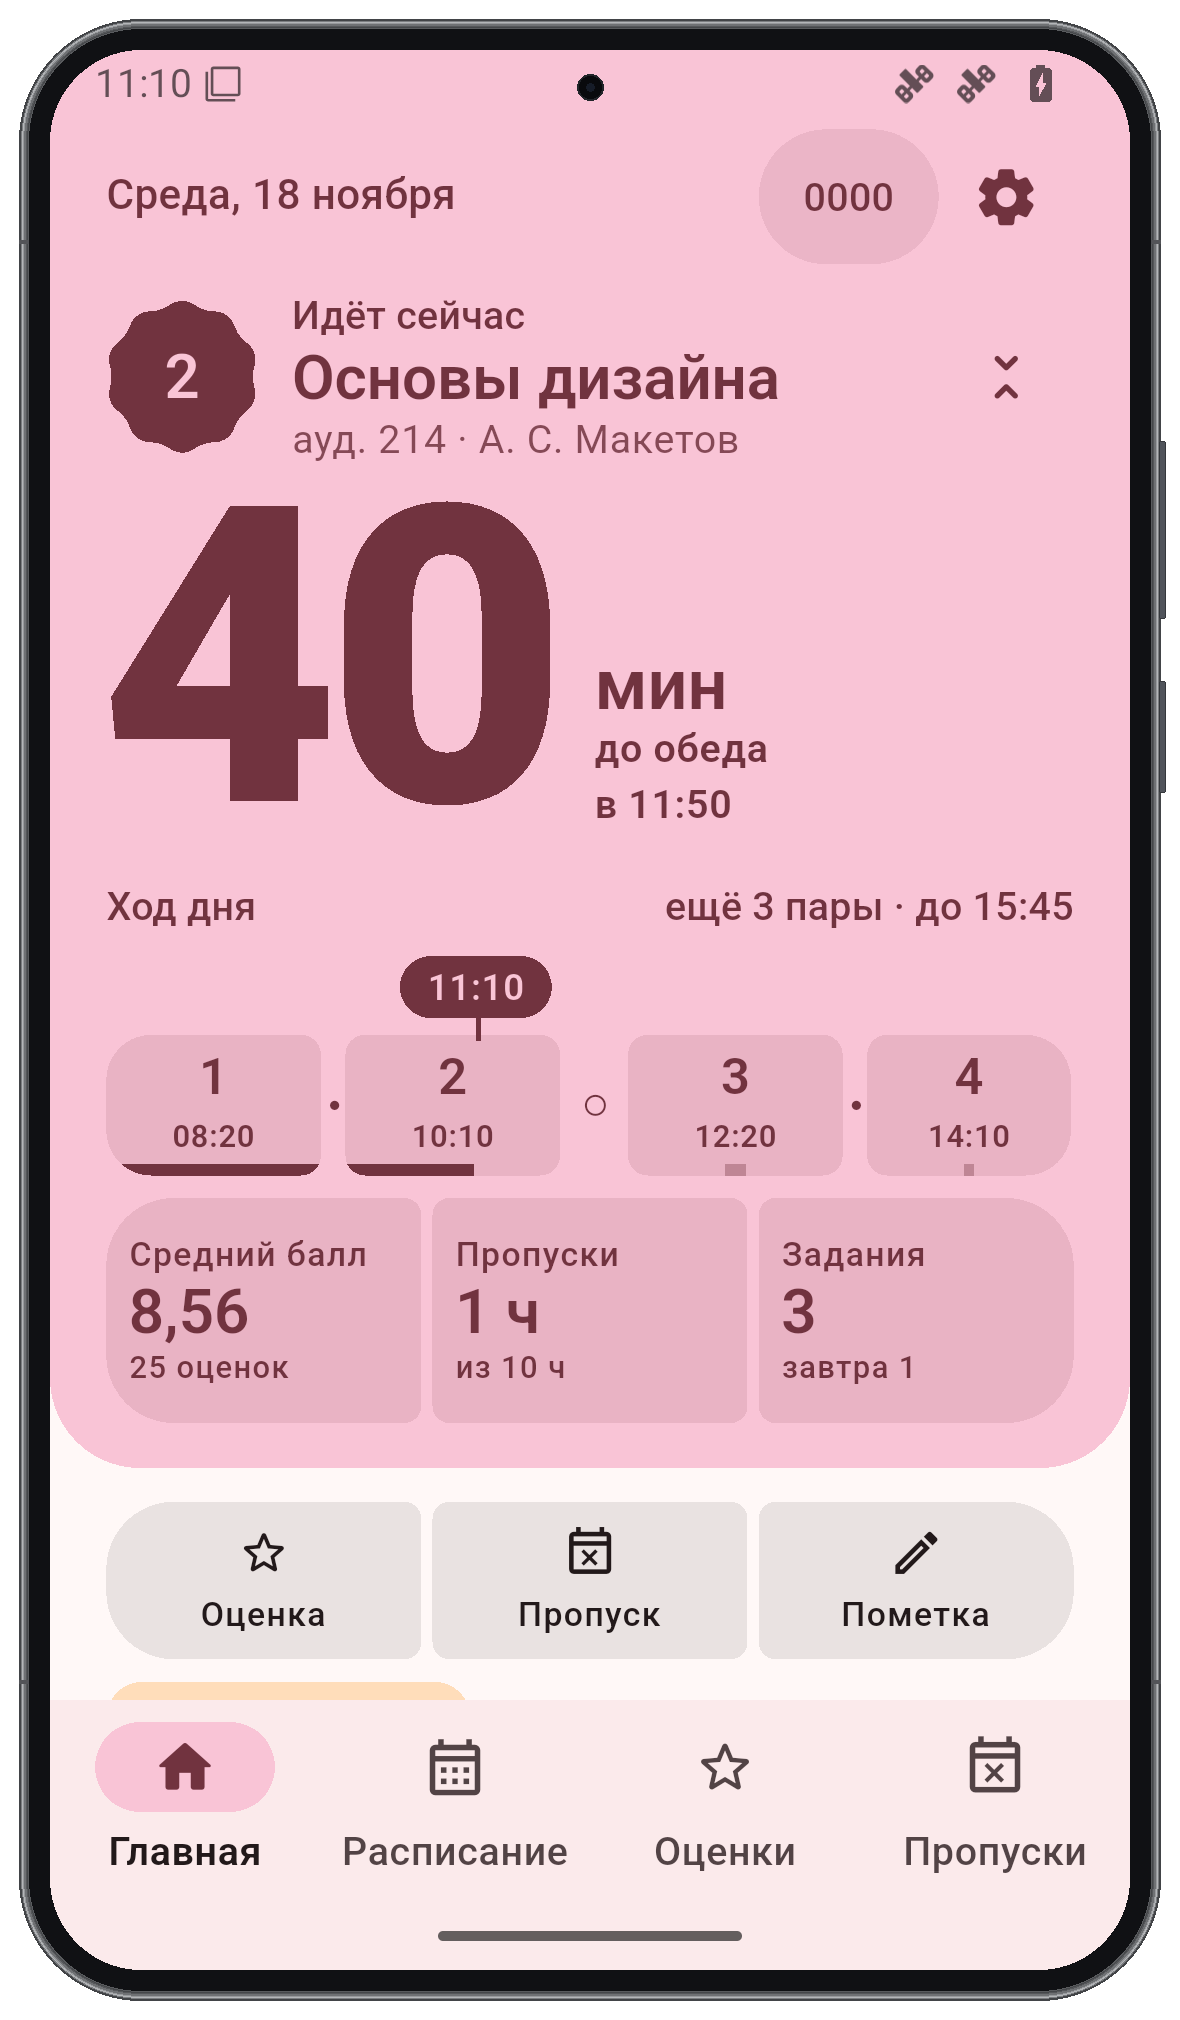 11:10
Среда, 18 ноября
0000
2
Идёт сейчас
Основы дизайна
ауд. 214 · А. С. Макетов
40
мин
до обеда
в 11:50
Ход дня
ещё 3 пары · до 15:45
11:10
1
2
3
4
08:20
10:10
12:20
14:10
Средний балл
8,56
25 оценок
Пропуски
1 ч
из 10 ч
Задания
3
завтра 1
Оценка
Пропуск
Пометка
Главная
Расписание
Оценки
Пропуски